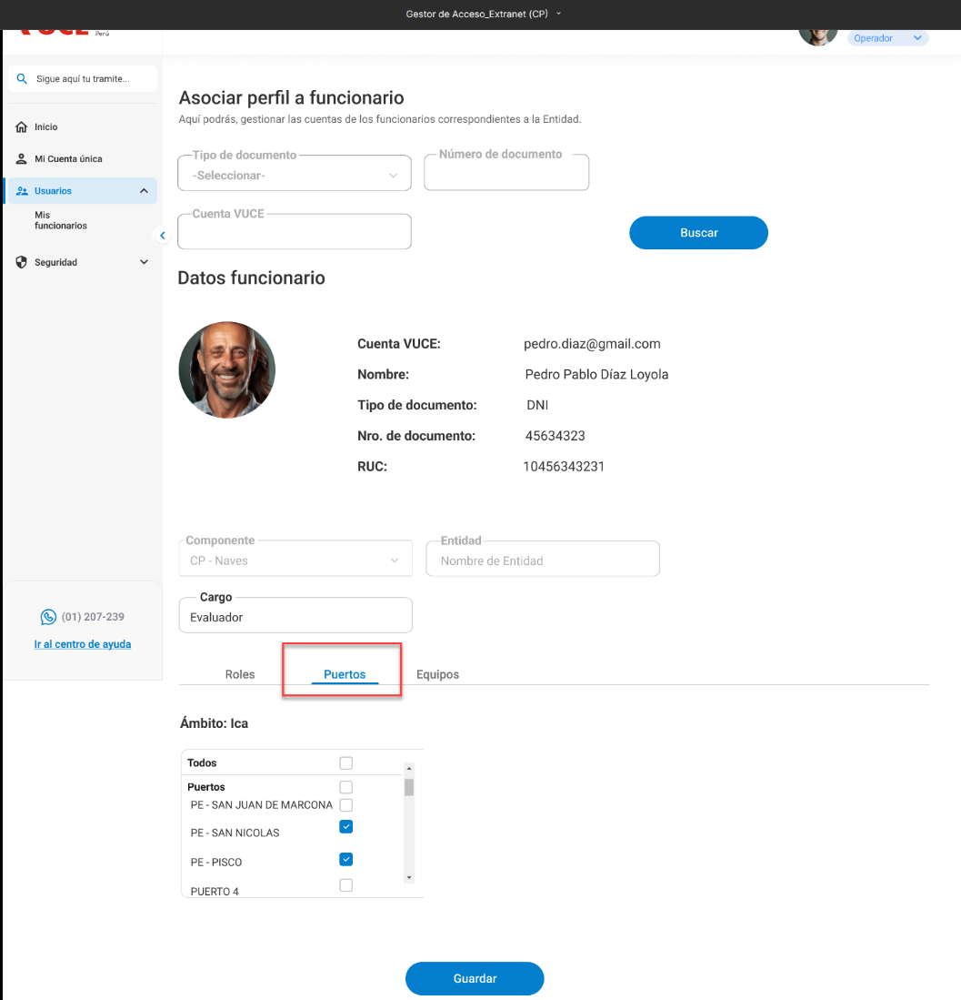 Gestor de Acceso_Extranet (CP)
Perú
Operador
Sigue aquí tu tramite...
Inicio
Mi Cuenta única
Usuarios
Mis
funcionarios
Seguridad
(01) 207-239
Ir al centro de ayuda
Asociar perfil a funcionario
Aquí podrás, gestionar las cuentas de los funcionarios correspondientes a la Entidad.
Tipo de documento
-Seleccionar-
Número de documento
Cuenta VUCE
Buscar
Datos funcionario
Cuenta VUCE: pedro.diaz@gmail.com
Nombre: Pedro Pablo Díaz Loyola
Tipo de documento: DNI
Nro. de documento: 45634323
RUC: 10456343231
Componente
CP - Naves
Entidad
Nombre de Entidad
Cargo
Evaluador
Roles Puertos Equipos
Ámbito: Ica
Todos
Puertos
PE - SAN JUAN DE MARCONA
PE - SAN NICOLAS
PE - PISCO
PUERTO 4
Guardar